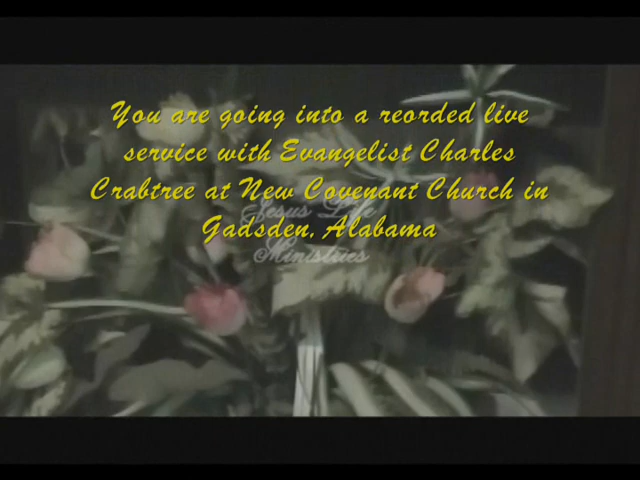 You are going into a reorded live
service with Evangelist Charles
Crabtree at New Covenant Church in
Gadsden, Alabama
Jesus Life
Ministries